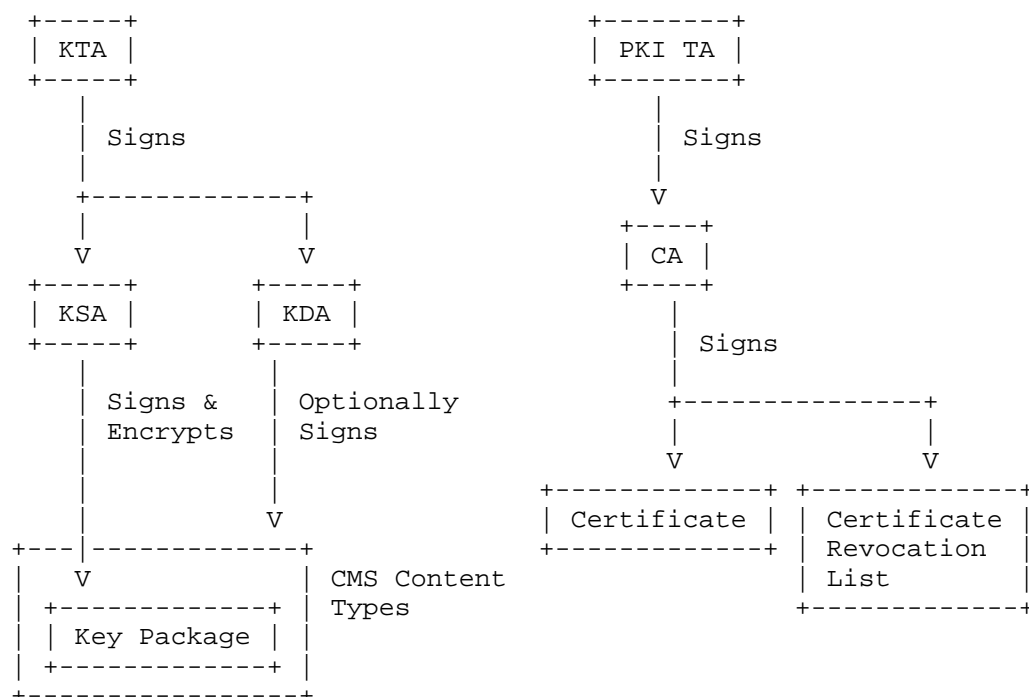 KTA PKI TA
Signs Signs
CA
KSA KDA
Signs
Signs & Optionally
Encrypts Signs
V
Certificate Certificate
Revocation
CMS Content List
Types
Key Package